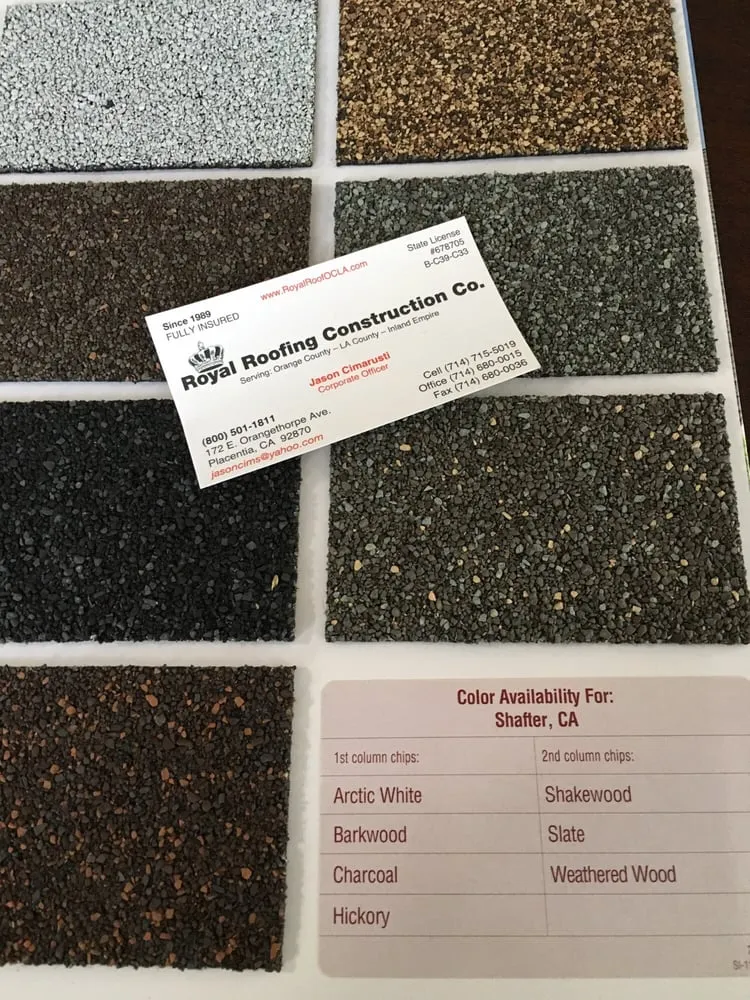 Since 1989
FULLY INSURED
www.RoyalRoofOCLA.com
State License
#678705
B-C39-C33
Royal Roofing Construction Co.
Serving: Orange County – LA County – Inland Empire
Jason Cimarusti
Corporate Officer
(800) 501-1811
172 E. Orangethorpe Ave.
Placentia, CA 92870
jasoncims@yahoo.com
Cell (714) 715-5019
Office (714) 680-0015
Fax (714) 680-0036
Color Availability For:
Shafter, CA
1st column chips: 2nd column chips:
Arctic White Shakewood
Barkwood Slate
Charcoal Weathered Wood
Hickory